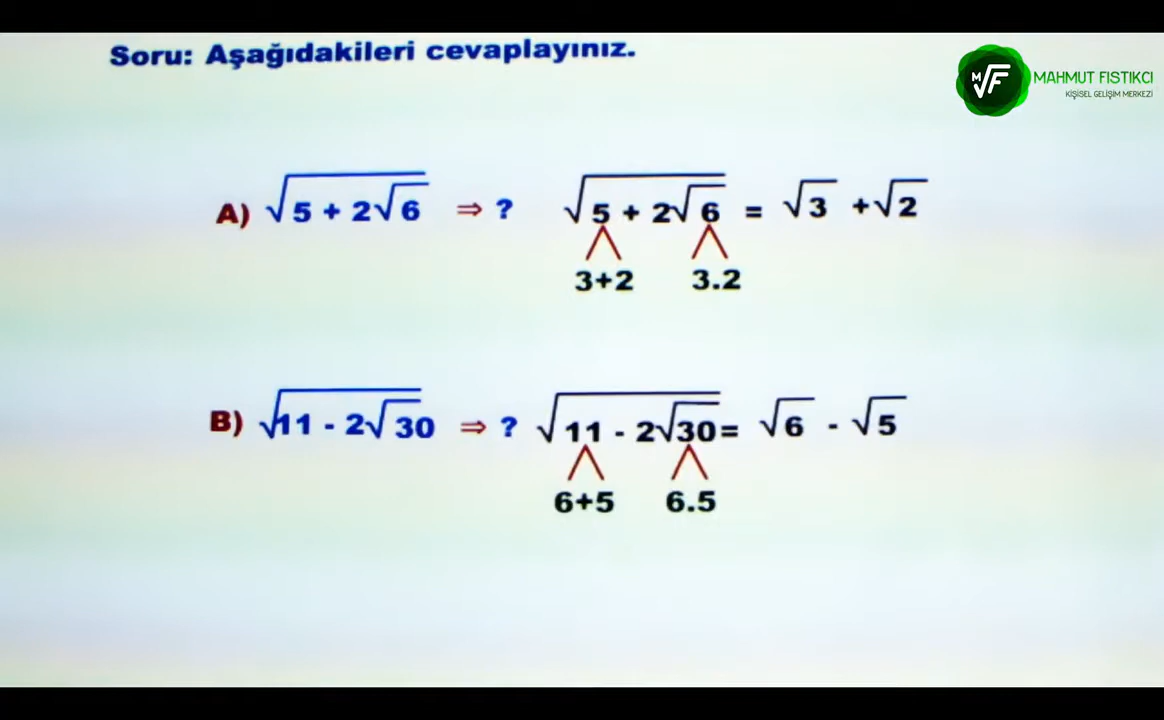 Soru: Aşağıdakileri cevaplayınız.
M√F MAHMUT FISTIKCI
KİŞİSEL GELİŞİM MERKEZİ
A) √(5 + 2√6) ⇒ ? √(5 + 2√6) = √3 + √2
3+2 3.2
B) √(11 - 2√30) ⇒ ? √(11 - 2√30) = √6 - √5
6+5 6.5